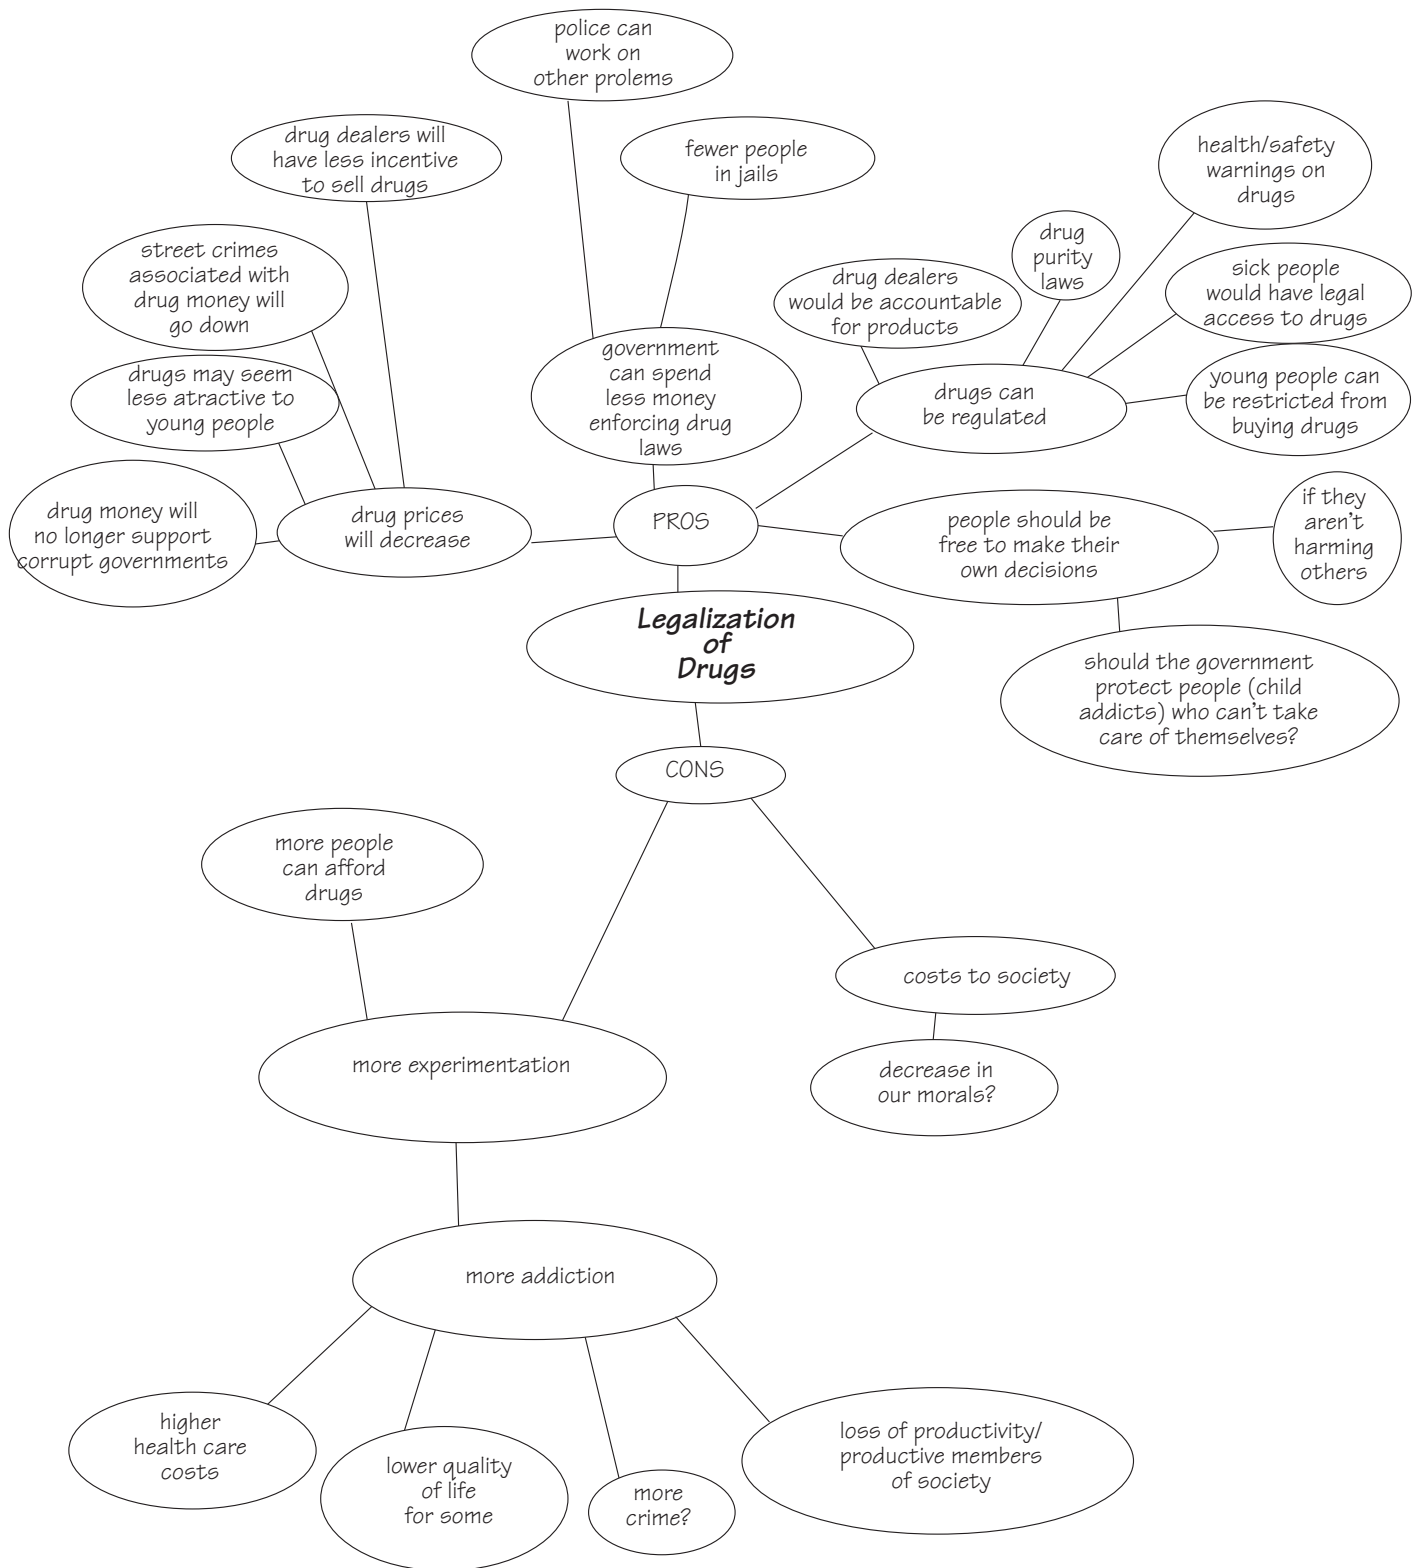 police can
work on
other prolems
drug dealers will
have less incentive
to sell drugs
fewer people
in jails
health/safety
warnings on
drugs
street crimes
associated with
drug money will
go down
drug
purity
laws
drug dealers
would be accountable
for products
sick people
would have legal
access to drugs
drugs may seem
less atractive to
young people
government
can spend
less money
enforcing drug
laws
drugs can
be regulated
young people can
be restricted from
buying drugs
drug money will
no longer support
corrupt governments
drug prices
will decrease
PROS
people should be
free to make their
own decisions
if they
aren't
harming
others
Legalization
of
Drugs
should the government
protect people (child
addicts) who can't take
care of themselves?
CONS
more people
can afford
drugs
costs to society
more experimentation
decrease in
our morals?
more addiction
higher
health care
costs
lower quality
of life
for some
more
crime?
loss of productivity/
productive members
of society